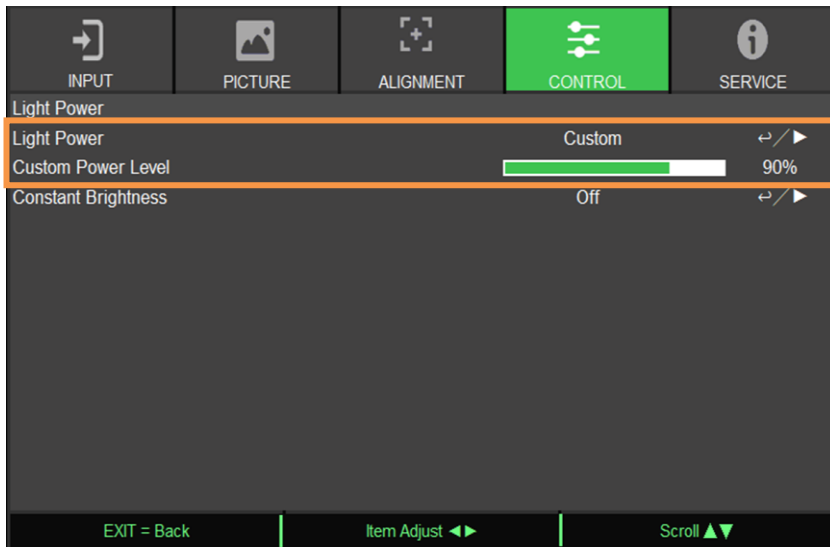 INPUT PICTURE ALIGNMENT CONTROL SERVICE
Light Power
Light Power Custom ↩/▶
Custom Power Level 90%
Constant Brightness Off ↩/▶
EXIT = Back Item Adjust ◀▶ Scroll ▲▼